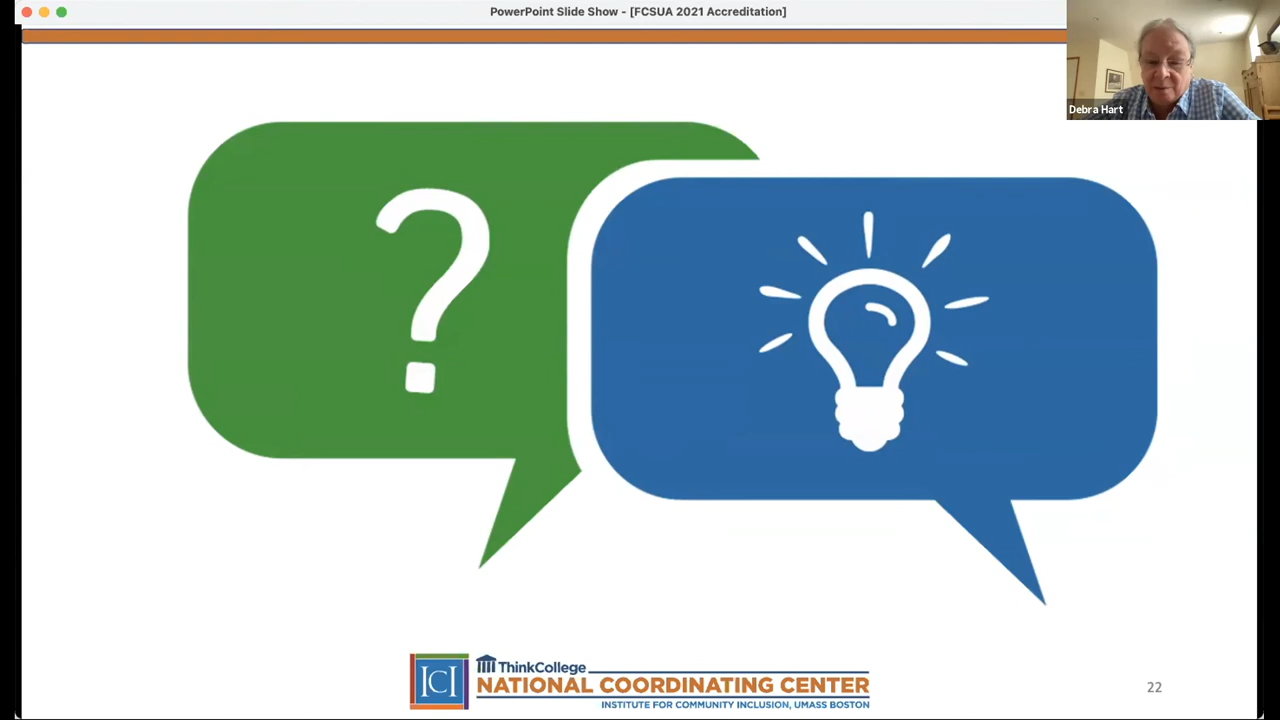 PowerPoint Slide Show - [FCSUA 2021 Accreditation]
Debra Hart
?
ICI
ThinkCollege
NATIONAL COORDINATING CENTER
INSTITUTE FOR COMMUNITY INCLUSION, UMASS BOSTON
22